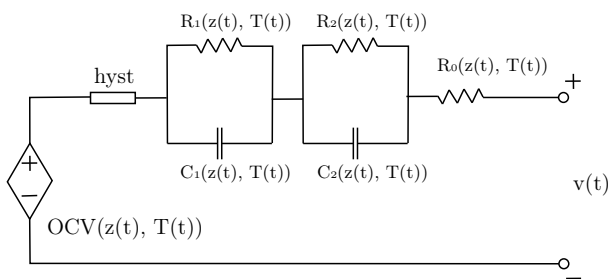 R₁(z(t), T(t))
R₂(z(t), T(t))
R₀(z(t), T(t))
hyst
+
C₁(z(t), T(t))
C₂(z(t), T(t))
+
−
v(t)
OCV(z(t), T(t))
−